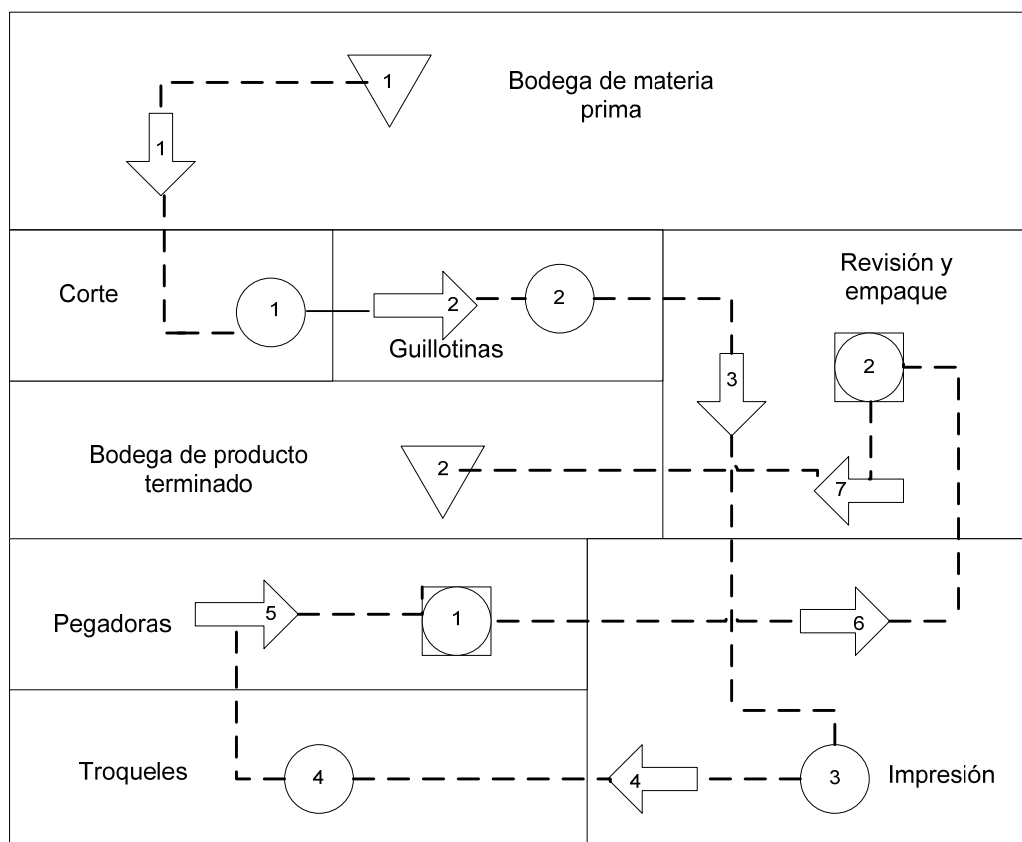 1
Bodega de materia
prima
1
Corte
1
2
2
Guillotinas
Revisión y
empaque
2
3
Bodega de producto
terminado
2
7
Pegadoras
5
1
6
Troqueles
4
4
3
Impresión